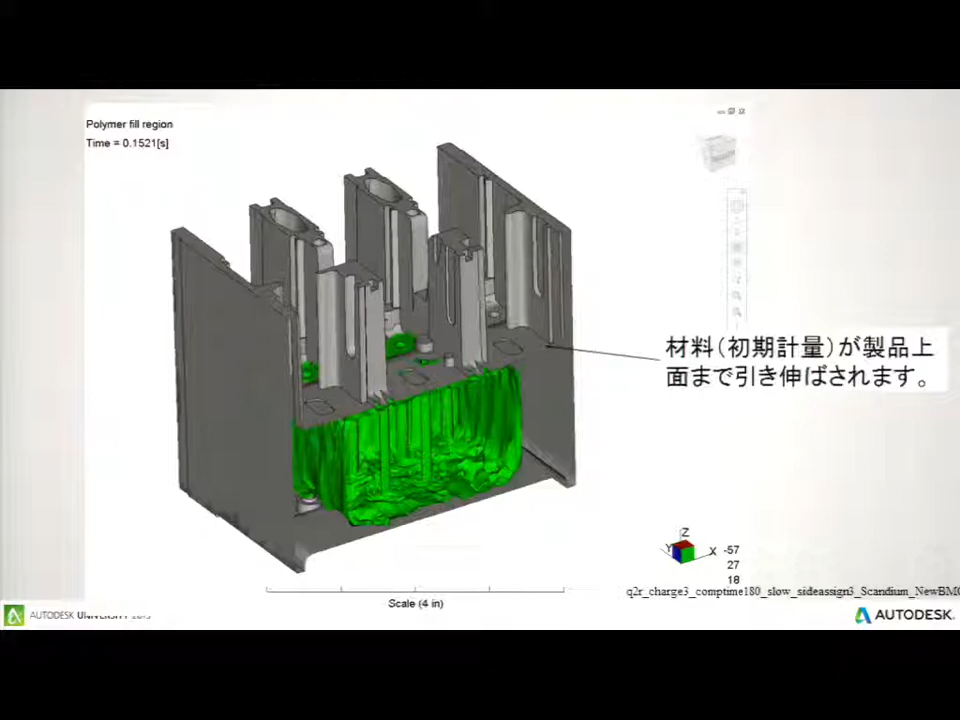 Polymer fill region
Time = 0.1521[s]
材料（初期計量）が製品上
面まで引き伸ばされます。
Z
Y
X
-57
27
18
Scale (4 in)
q2r_charge3_comptime180_slow_sideassign3_Scandium_NewBMC
AUTODESK UNIVERSITY
AUTODESK.